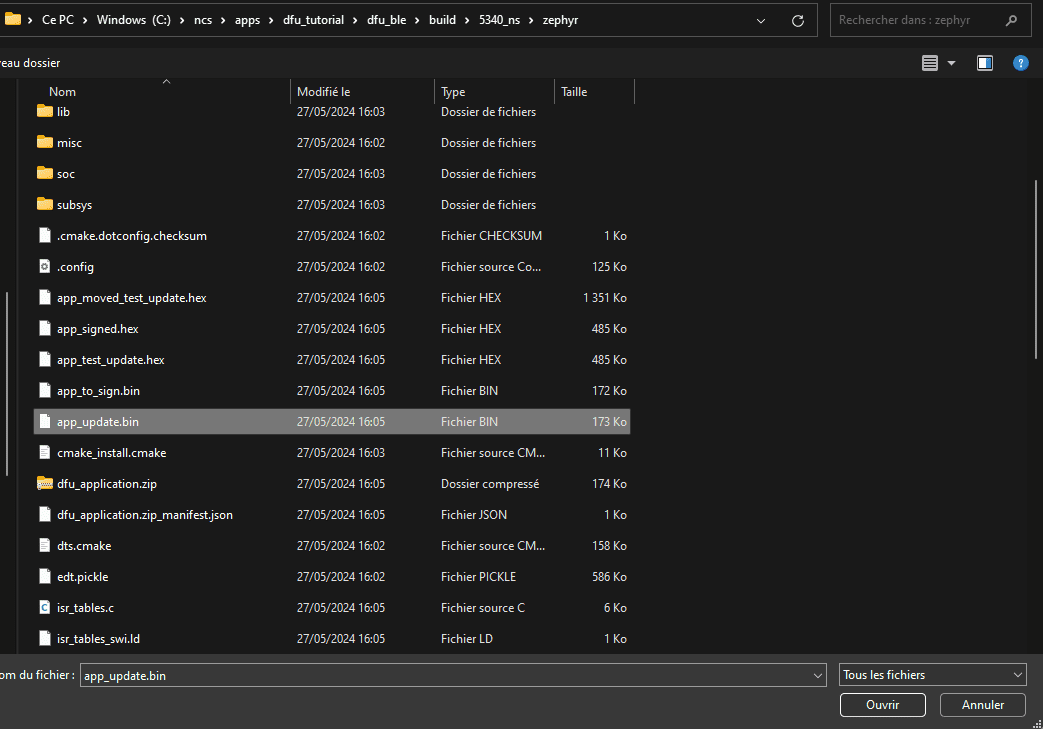 Ce PC > Windows (C:) > ncs > apps > dfu_tutorial > dfu_ble > build > 5340_ns > zephyr
Rechercher dans : zephyr
eau dossier
Nom Modifié le Type Taille
lib 27/05/2024 16:03 Dossier de fichiers
misc 27/05/2024 16:02 Dossier de fichiers
soc 27/05/2024 16:03 Dossier de fichiers
subsys 27/05/2024 16:03 Dossier de fichiers
.cmake.dotconfig.checksum 27/05/2024 16:02 Fichier CHECKSUM 1 Ko
.config 27/05/2024 16:02 Fichier source Co... 125 Ko
app_moved_test_update.hex 27/05/2024 16:05 Fichier HEX 1 351 Ko
app_signed.hex 27/05/2024 16:05 Fichier HEX 485 Ko
app_test_update.hex 27/05/2024 16:05 Fichier HEX 485 Ko
app_to_sign.bin 27/05/2024 16:05 Fichier BIN 172 Ko
app_update.bin 27/05/2024 16:05 Fichier BIN 173 Ko
cmake_install.cmake 27/05/2024 16:03 Fichier source CM... 11 Ko
dfu_application.zip 27/05/2024 16:05 Dossier compressé 174 Ko
dfu_application.zip_manifest.json 27/05/2024 16:05 Fichier JSON 1 Ko
dts.cmake 27/05/2024 16:02 Fichier source CM... 158 Ko
edt.pickle 27/05/2024 16:02 Fichier PICKLE 586 Ko
isr_tables.c 27/05/2024 16:05 Fichier source C 6 Ko
isr_tables_swi.ld 27/05/2024 16:05 Fichier LD 1 Ko
om du fichier : app_update.bin Tous les fichiers
Ouvrir Annuler